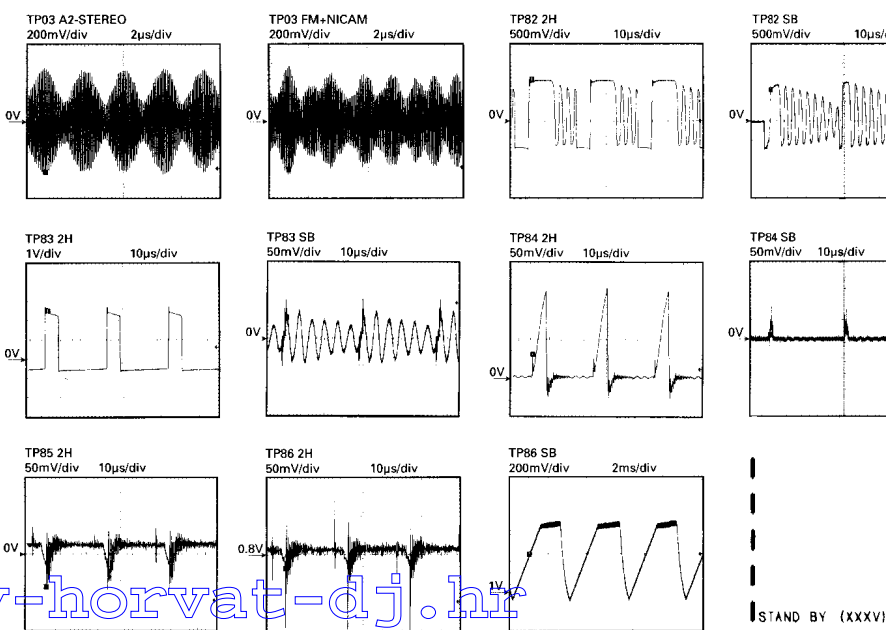 TP03 A2-STEREO
200mV/div 2µs/div
0V
TP03 FM+NICAM
200mV/div 2µs/div
0V
TP82 2H
500mV/div 10µs/div
0V
TP82 SB
500mV/div 10µs/
0V
TP83 2H
1V/div 10µs/div
0V
TP83 SB
50mV/div 10µs/div
0V
TP84 2H
50mV/div 10µs/div
0V
TP84 SB
50mV/div 10µs/div
0V
TP85 2H
50mV/div 10µs/div
0V
TP86 2H
50mV/div 10µs/div
0.8V
TP86 SB
200mV/div 2ms/div
1V
-horvat-dj.hr
STAND BY (XXXV)